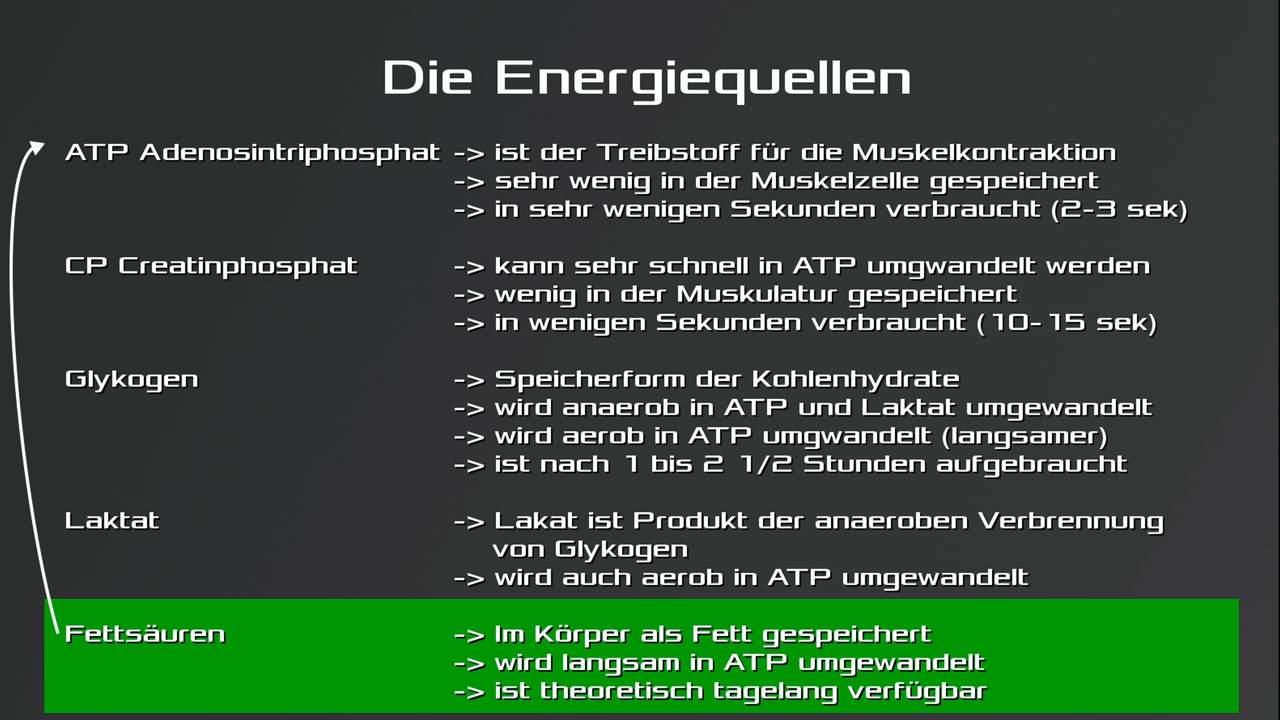 Die Energiequellen
ATP Adenosintriphosphat -> ist der Treibstoff für die Muskelkontraktion
-> sehr wenig in der Muskelzelle gespeichert
-> in sehr wenigen Sekunden verbraucht (2-3 sek)
CP Creatinphosphat -> kann sehr schnell in ATP umgwandelt werden
-> wenig in der Muskulatur gespeichert
-> in wenigen Sekunden verbraucht (10-15 sek)
Glykogen -> Speicherform der Kohlenhydrate
-> wird anaerob in ATP und Laktat umgewandelt
-> wird aerob in ATP umgwandelt (langsamer)
-> ist nach 1 bis 2 1/2 Stunden aufgebraucht
Laktat -> Lakat ist Produkt der anaeroben Verbrennung
von Glykogen
-> wird auch aerob in ATP umgewandelt
Fettsäuren -> Im Körper als Fett gespeichert
-> wird langsam in ATP umgewandelt
-> ist theoretisch tagelang verfügbar